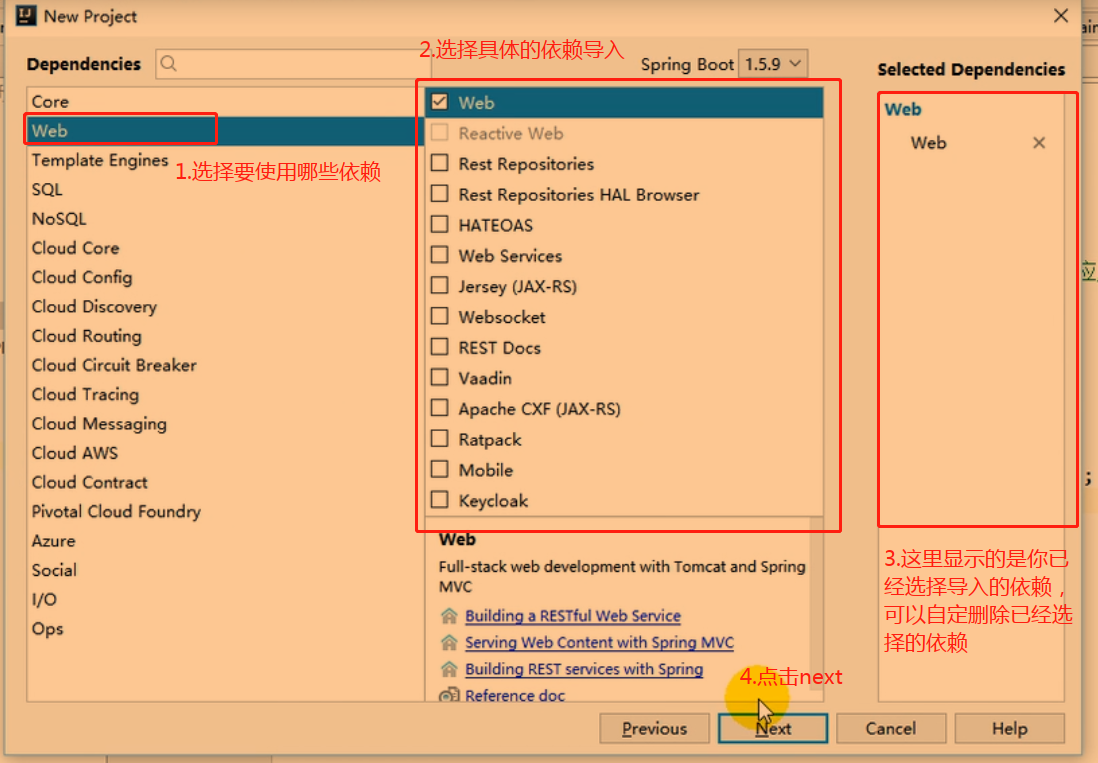 New Project
Dependencies
2.选择具体的依赖导入
Spring Boot 1.5.9
Selected Dependencies
Core
Web
1.选择要使用哪些依赖
Template Engines
SQL
NoSQL
Cloud Core
Cloud Config
Cloud Discovery
Cloud Routing
Cloud Circuit Breaker
Cloud Tracing
Cloud Messaging
Cloud AWS
Cloud Contract
Pivotal Cloud Foundry
Azure
Social
I/O
Ops
Web
Reactive Web
Rest Repositories
Rest Repositories HAL Browser
HATEOAS
Web Services
Jersey (JAX-RS)
Websocket
REST Docs
Vaadin
Apache CXF (JAX-RS)
Ratpack
Mobile
Keycloak
Web
Full-stack web development with Tomcat and Spring
MVC
Building a RESTful Web Service
Serving Web Content with Spring MVC
Building REST services with Spring
Reference doc
Web
Web
3.这里显示的是你已
经选择导入的依赖，
可以自定删除已经选
择的依赖
4.点击next
Previous
Next
Cancel
Help
应
;